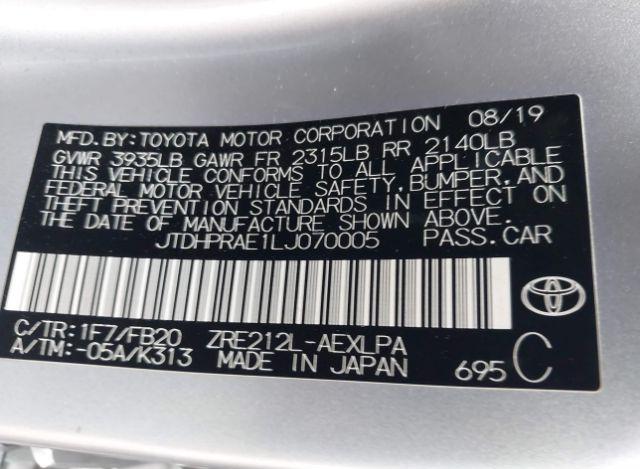 08/19
MFD.BY:TOYOTA MOTOR CORPORATION
GVWR 3935LB GAWR FR 2315LB RR 2140LB
THIS VEHICLE CONFORMS TO ALL APPLICABLE
FEDERAL MOTOR VEHICLE SAFETY,BUMPER,AND
THEFT PREVENTION STANDARDS IN EFFECT ON
THE DATE OF MANUFACTURE SHOWN ABOVE.
JTDHPRAE1LJ070005 PASS.CAR
C/TR:1F7/FB20 ZRE212L-AEXLPA
A/TM:-05A/K313 MADE IN JAPAN 695 C